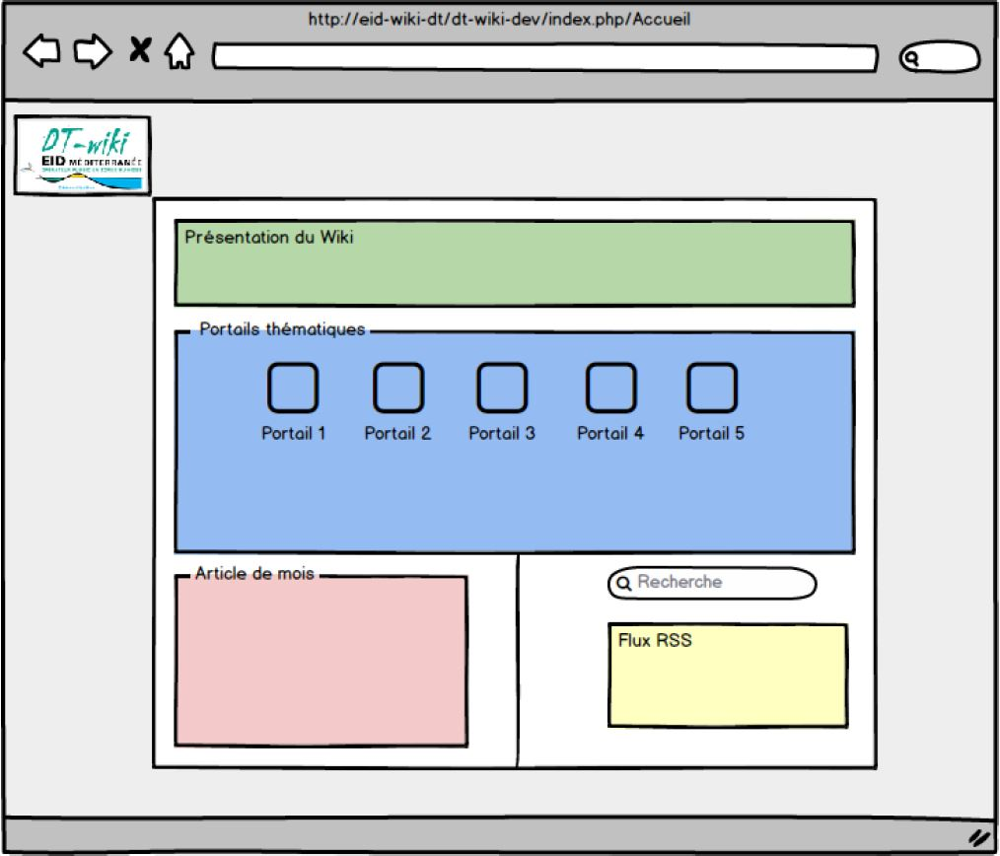 http://eid-wiki-dt/dt-wiki-dev/index.php/Accueil
DT-wiki
EID MÉDITERRANÉE
Présentation du Wiki
Portails thématiques
Portail 1 Portail 2 Portail 3 Portail 4 Portail 5
Article de mois
Recherche
Flux RSS